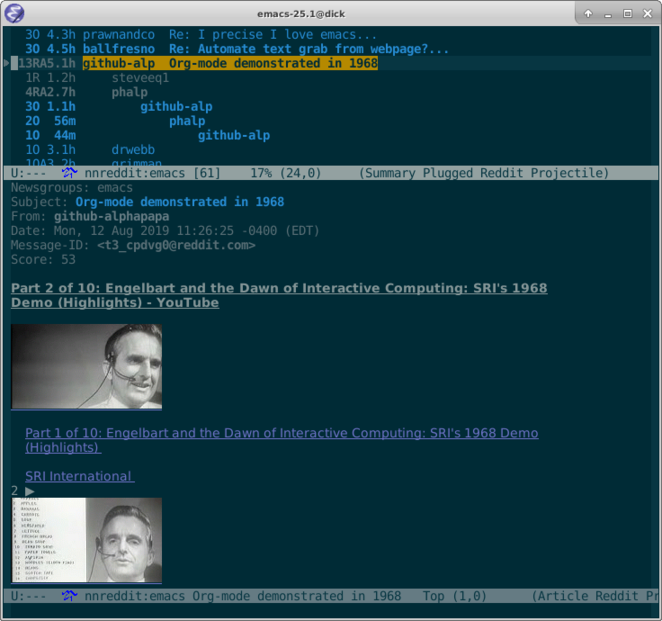 emacs-25.1@dick
3O 4.3h prawnandco Re: I precise I love emacs...
3O 4.5h ballfresno Re: Automate text grab from webpage?...
13RA5.1h github-alp Org-mode demonstrated in 1968
1R 1.2h steveeq1
4RA2.7h phalp
3O 1.1h github-alp
2O 56m phalp
1O 44m github-alp
1O 3.1h drwebb
10A3.2h grimman
U:--- nnreddit:emacs [61] 17% (24,0) (Summary Plugged Reddit Projectile)
Newsgroups: emacs
Subject: Org-mode demonstrated in 1968
From: github-alphapapa
Date: Mon, 12 Aug 2019 11:26:25 -0400 (EDT)
Message-ID: <t3_cpdvg0@reddit.com>
Score: 53
Part 2 of 10: Engelbart and the Dawn of Interactive Computing: SRI's 1968
Demo (Highlights) - YouTube
Part 1 of 10: Engelbart and the Dawn of Interactive Computing: SRI's 1968 Demo
(Highlights)
SRI International
2 ▶
U:--- nnreddit:emacs Org-mode demonstrated in 1968 Top (1,0) (Article Reddit Pr